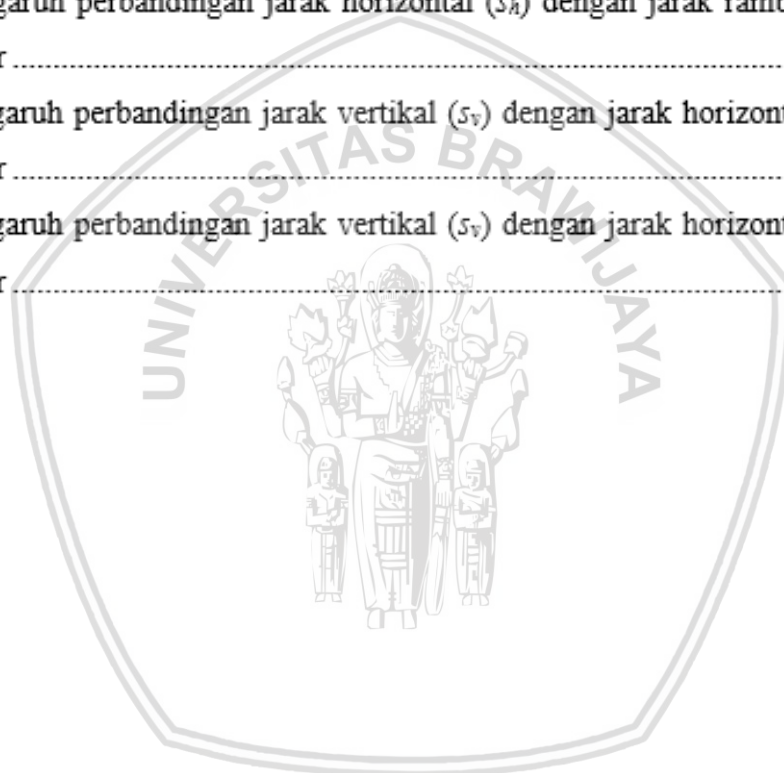 garuh perbandingan jarak horizontal (sh) dengan jarak
r ........................................................................................................
garuh perbandingan jarak vertikal (sv) dengan jarak horizont
r ........................................................................................................
garuh perbandingan jarak vertikal (sv) dengan jarak horizont
r ........................................................................................................
UNIVERSITAS BRAWIJAYA